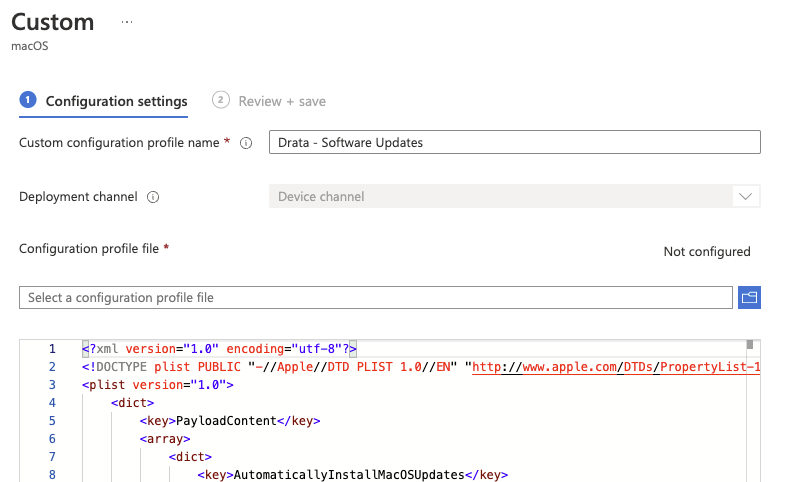 Custom ...
macOS
1 Configuration settings 2 Review + save
Custom configuration profile name * Drata - Software Updates
Deployment channel Device channel
Configuration profile file *
Not configured
Select a configuration profile file
1 <?xml version="1.0" encoding="utf-8"?>
2 <!DOCTYPE plist PUBLIC "-//Apple//DTD PLIST 1.0//EN" "http://www.apple.com/DTDs/PropertyList-1
3 <plist version="1.0">
4 <dict>
5 <key>PayloadContent</key>
6 <array>
7 <dict>
8 <key>AutomaticallyInstallMacOSUpdates</key>